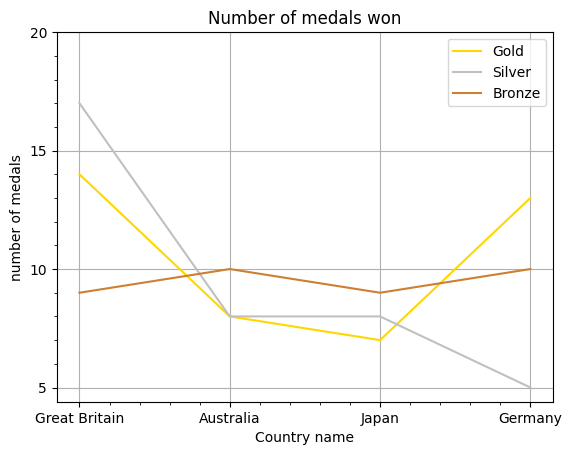 Number of medals won
Gold
Silver
Bronze
number of medals
20
15
10
5
Great Britain
Australia
Japan
Germany
Country name